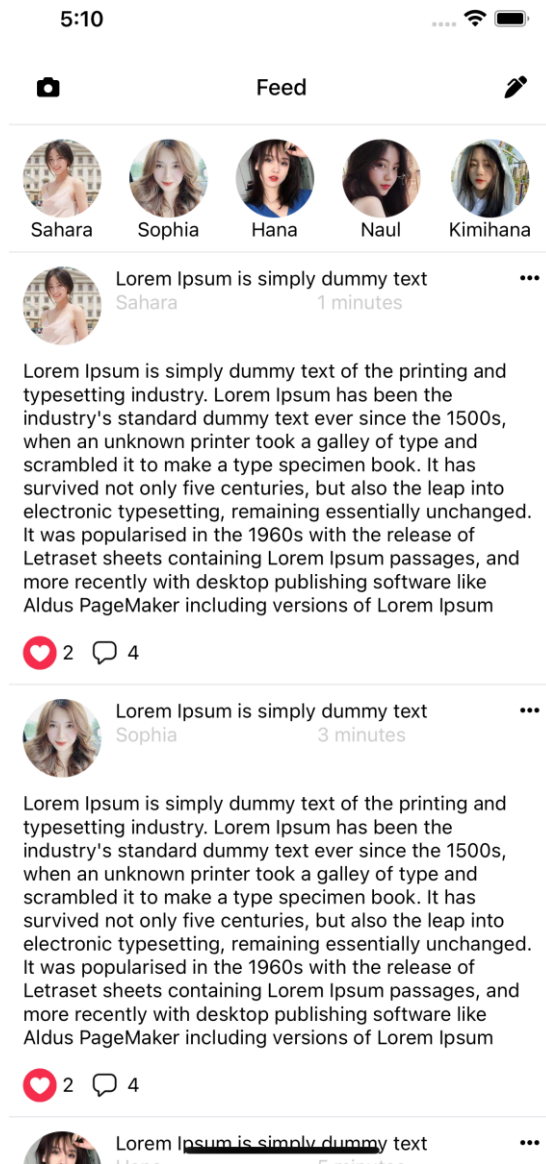 5:10
Feed
Sahara
Sophia
Hana
Naul
Kimihana
Lorem Ipsum is simply dummy text
Sahara 1 minutes
Lorem Ipsum is simply dummy text of the printing and
typesetting industry. Lorem Ipsum has been the
industry's standard dummy text ever since the 1500s,
when an unknown printer took a galley of type and
scrambled it to make a type specimen book. It has
survived not only five centuries, but also the leap into
electronic typesetting, remaining essentially unchanged.
It was popularised in the 1960s with the release of
Letraset sheets containing Lorem Ipsum passages, and
more recently with desktop publishing software like
Aldus PageMaker including versions of Lorem Ipsum
2 4
Lorem Ipsum is simply dummy text
Sophia 3 minutes
Lorem Ipsum is simply dummy text of the printing and
typesetting industry. Lorem Ipsum has been the
industry's standard dummy text ever since the 1500s,
when an unknown printer took a galley of type and
scrambled it to make a type specimen book. It has
survived not only five centuries, but also the leap into
electronic typesetting, remaining essentially unchanged.
It was popularised in the 1960s with the release of
Letraset sheets containing Lorem Ipsum passages, and
more recently with desktop publishing software like
Aldus PageMaker including versions of Lorem Ipsum
2 4
Lorem Ipsum is simply dummy text
Hana 5 minutes